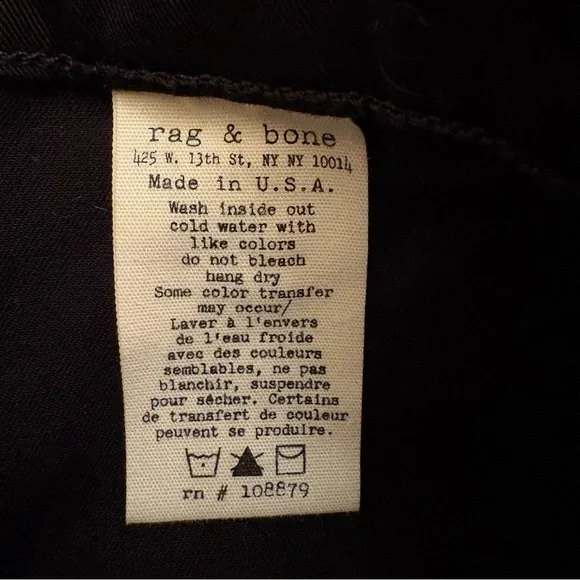 rag & bone
425 W. 13th St, NY NY 10014
Made in U.S.A.
Wash inside out
cold water with
like colors
do not bleach
hang dry
Some color transfer
may occur/
Laver à l'envers
de l'eau froide
avec des couleurs
semblables, ne pas
blanchir, suspendre
pour sécher. Certains
de transfert de couleur
peuvent se produire.
rn # 108879